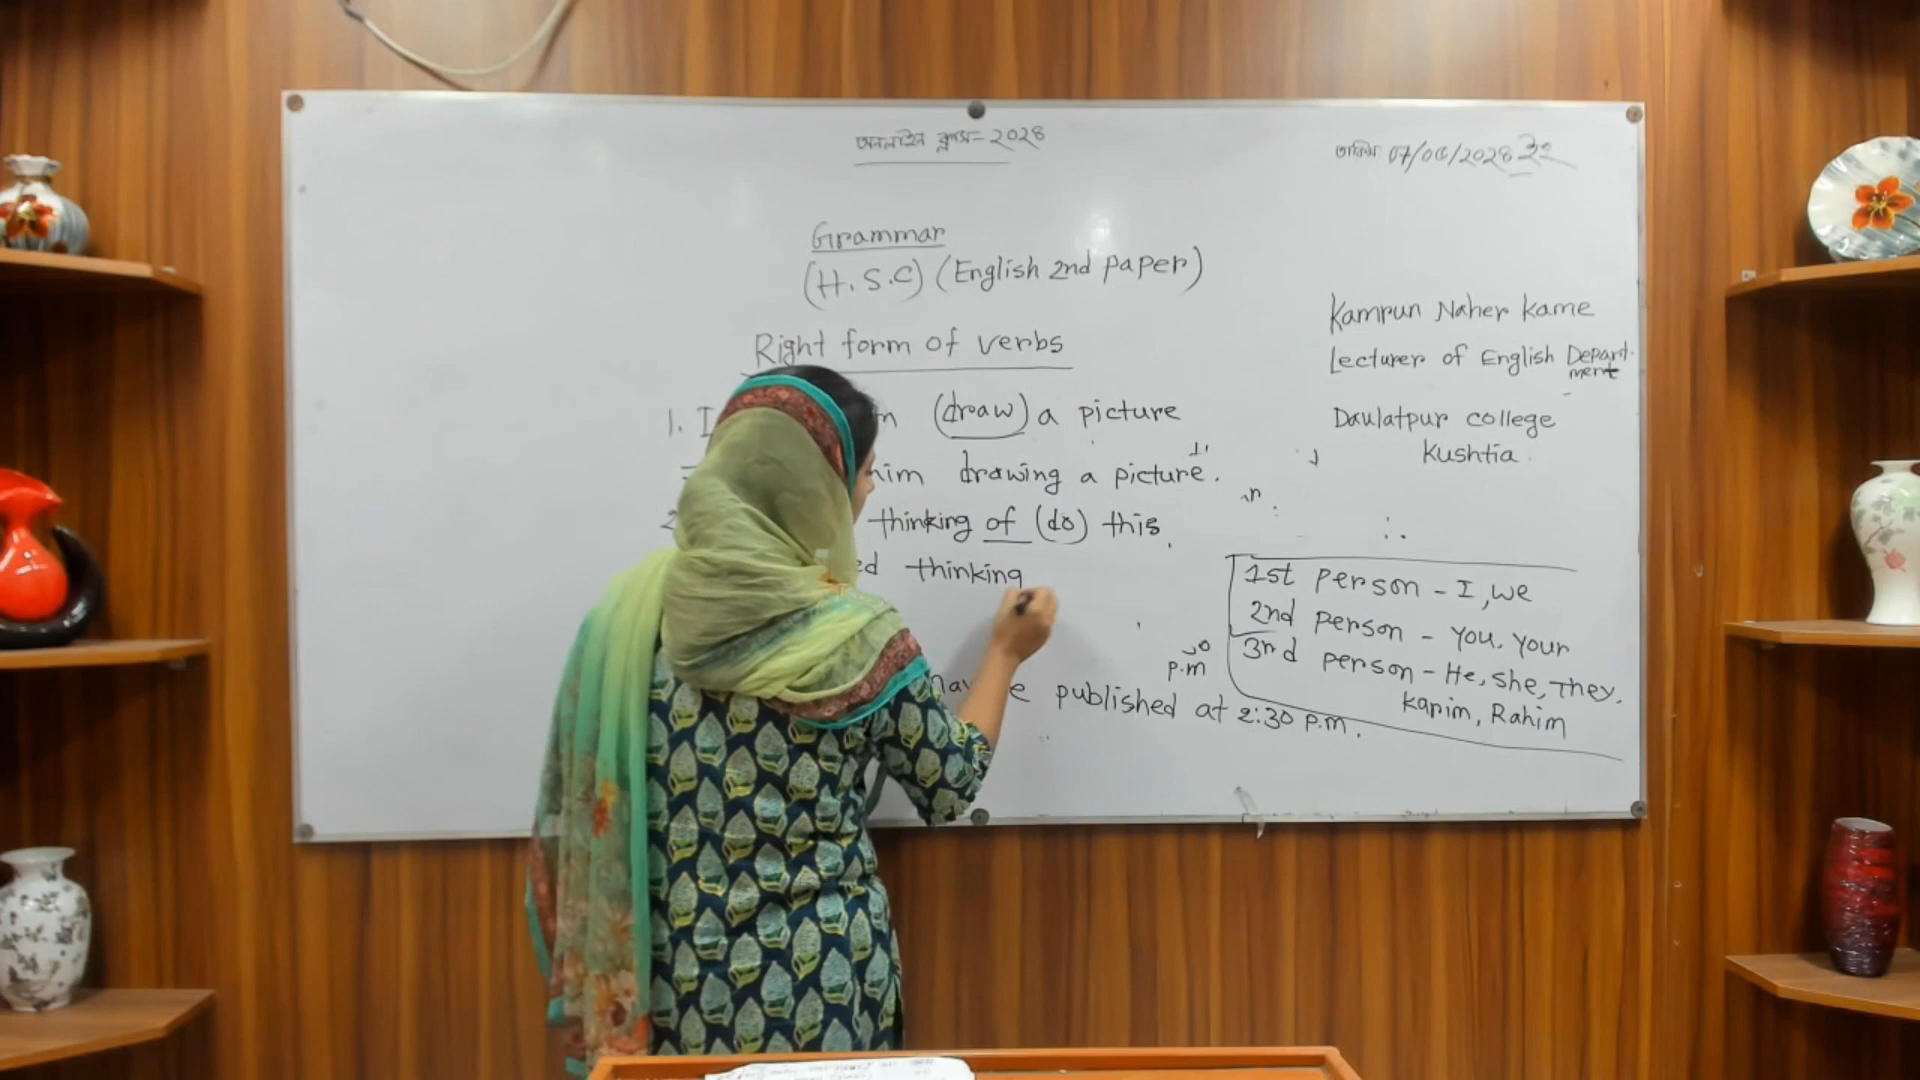 অনলাইন ক্লাস-২০২৪
তারিখ 07/০৫/২০২৪
Grammar
(H.S.C) (English 2nd paper)
Right form of verbs
1. I (draw) a picture
him drawing a picture.
2 thinking of (do) this.
ed thinking
published at 2:30 p.m.
p.m
Kamrun Naher Kame
Lecturer of English Department
Daulatpur college
Kushtia.
1st person - I, we
2nd person - you, your
3rd person - He, she, They.
Karim, Rahim